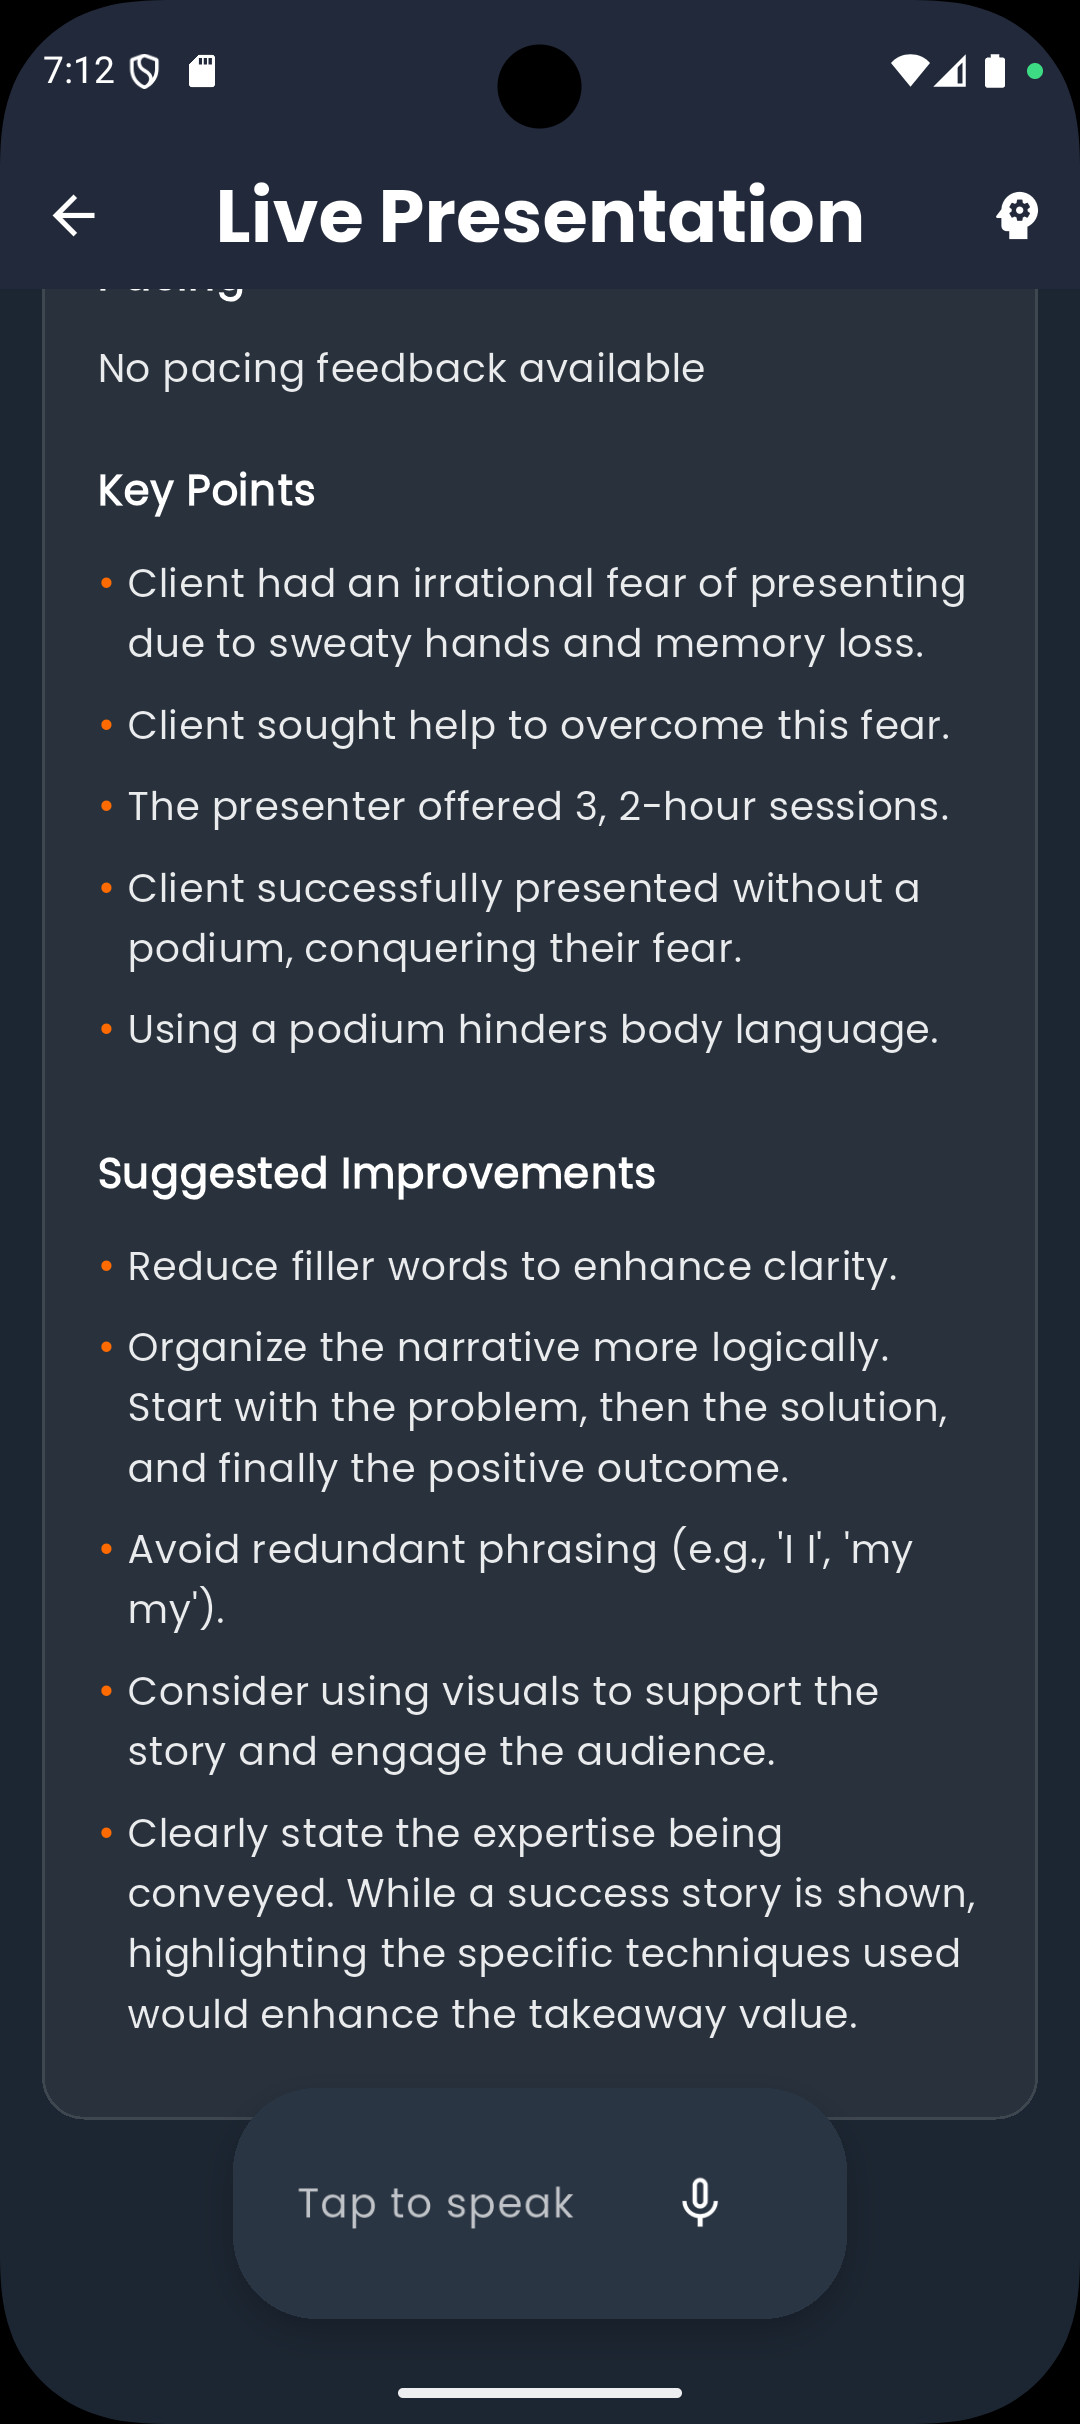 7:12
Live Presentation
Pacing
No pacing feedback available
Key Points
• Client had an irrational fear of presenting
due to sweaty hands and memory loss.
• Client sought help to overcome this fear.
• The presenter offered 3, 2-hour sessions.
• Client successfully presented without a
podium, conquering their fear.
• Using a podium hinders body language.
Suggested Improvements
• Reduce filler words to enhance clarity.
• Organize the narrative more logically.
Start with the problem, then the solution,
and finally the positive outcome.
• Avoid redundant phrasing (e.g., 'I I', 'my
my').
• Consider using visuals to support the
story and engage the audience.
• Clearly state the expertise being
conveyed. While a success story is shown,
highlighting the specific techniques used
would enhance the takeaway value.
Tap to speak